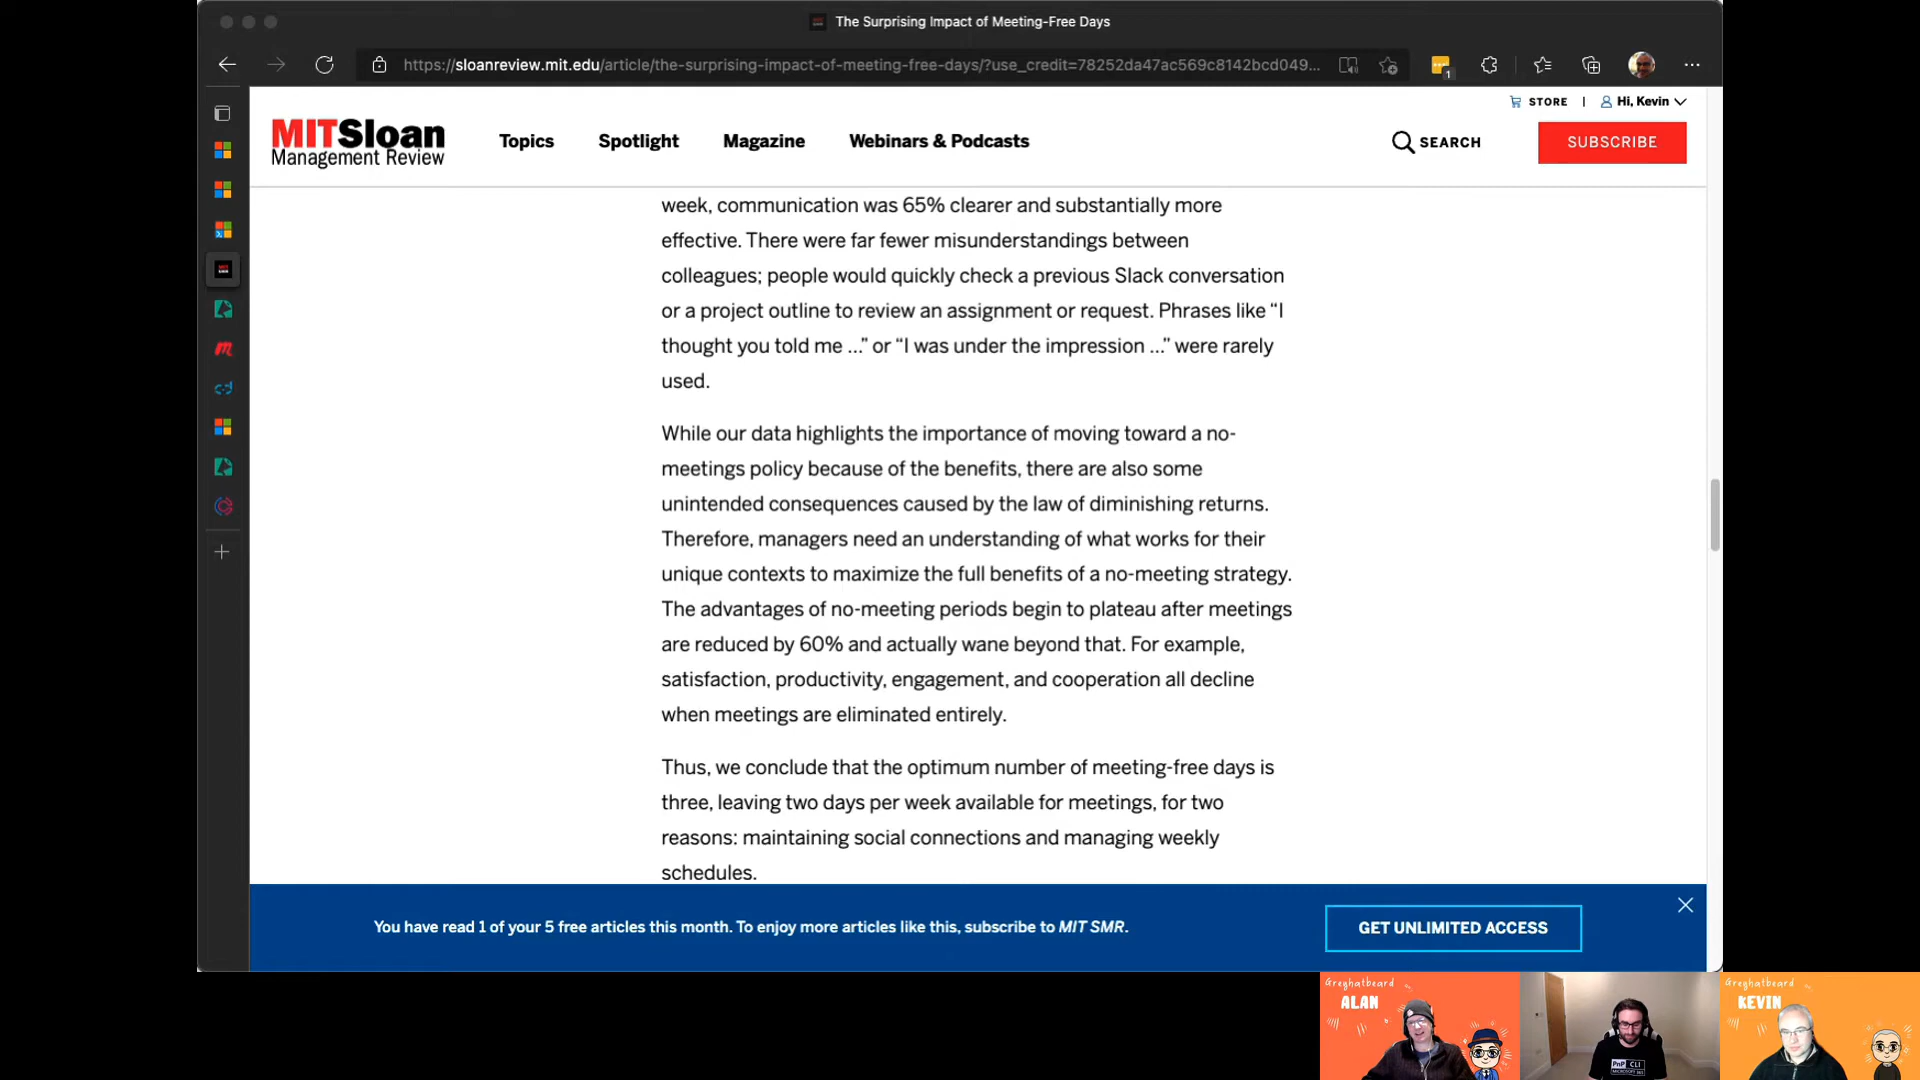 The Surprising Impact of Meeting-Free Days
https://sloanreview.mit.edu/article/the-surprising-impact-of-meeting-free-days/?use_credit=78252da47ac569c8142bcd049...
1
STORE | Hi, Kevin
MITSloan
Management Review
Topics Spotlight Magazine Webinars & Podcasts
SEARCH
SUBSCRIBE
week, communication was 65% clearer and substantially more
effective. There were far fewer misunderstandings between
colleagues; people would quickly check a previous Slack conversation
or a project outline to review an assignment or request. Phrases like “I
thought you told me ...” or “I was under the impression ...” were rarely
used.
While our data highlights the importance of moving toward a no-
meetings policy because of the benefits, there are also some
unintended consequences caused by the law of diminishing returns.
Therefore, managers need an understanding of what works for their
unique contexts to maximize the full benefits of a no-meeting strategy.
The advantages of no-meeting periods begin to plateau after meetings
are reduced by 60% and actually wane beyond that. For example,
satisfaction, productivity, engagement, and cooperation all decline
when meetings are eliminated entirely.
Thus, we conclude that the optimum number of meeting-free days is
three, leaving two days per week available for meetings, for two
reasons: maintaining social connections and managing weekly
schedules.
You have read 1 of your 5 free articles this month. To enjoy more articles like this, subscribe to MIT SMR.
GET UNLIMITED ACCESS
Greyhatbeard
ALAN
PnP CLI
MICROSOFT 365
Greyhatbeard
KEVIN